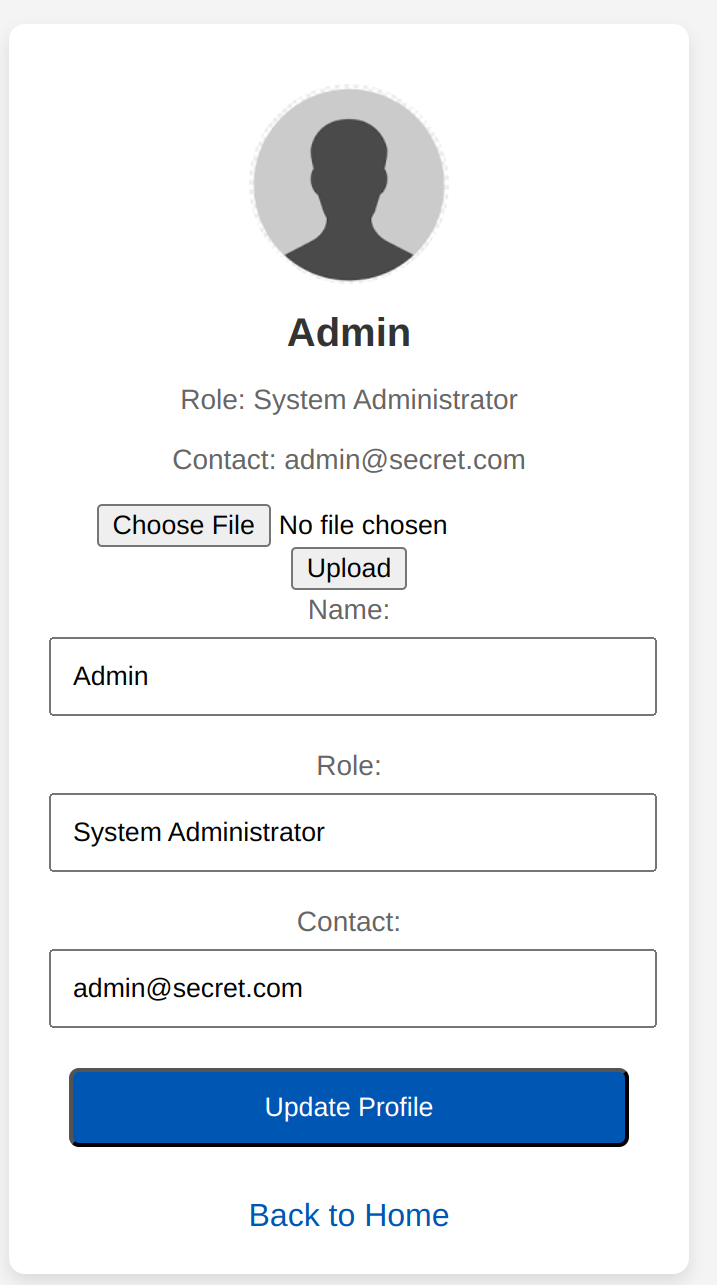 Admin
Role: System Administrator
Contact: admin@secret.com
Choose File No file chosen
Upload
Name:
Admin
Role:
System Administrator
Contact:
admin@secret.com
Update Profile
Back to Home